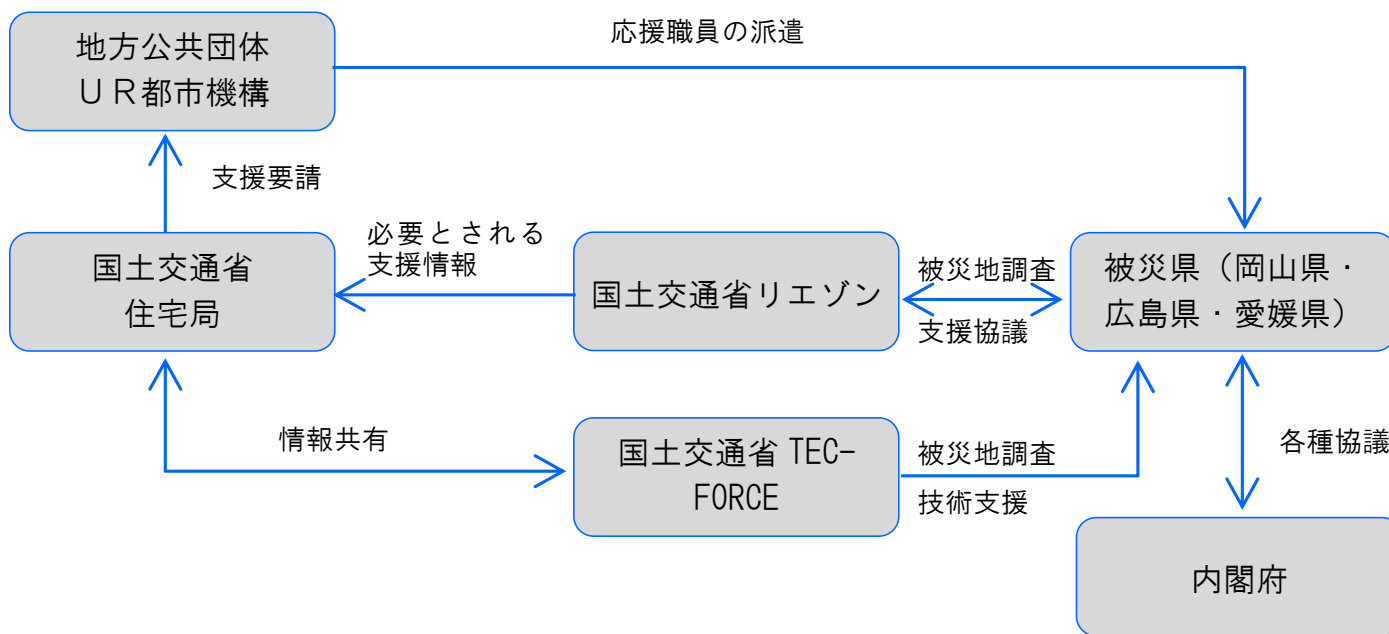 応援職員の派遣
地方公共団体
ＵＲ都市機構
支援要請
必要とされる
支援情報
国土交通省
住宅局
国土交通省リエゾン
被災地調査
支援協議
被災県（岡山県・
広島県・愛媛県）
情報共有
国土交通省 TEC-
FORCE
被災地調査
技術支援
各種協議
内閣府